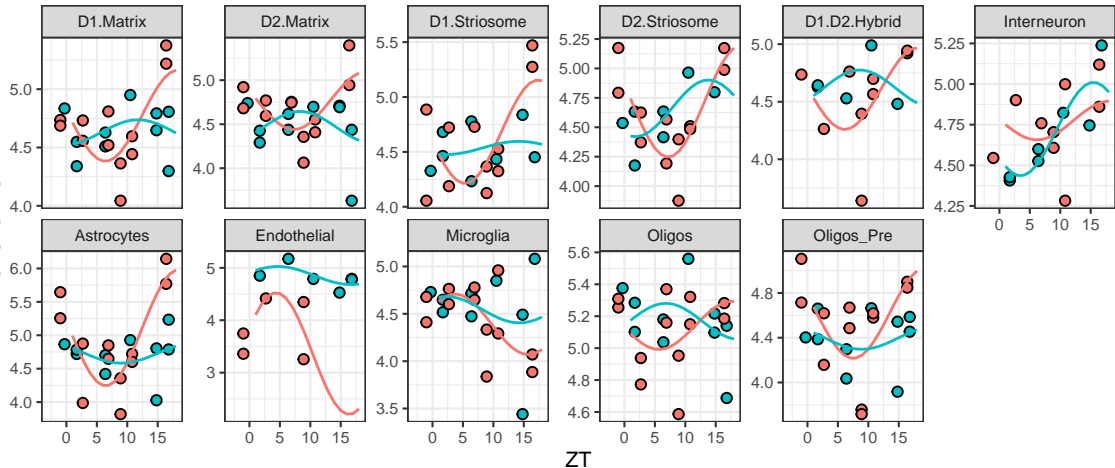 D1.Matrix D2.Matrix D1.Striosome D2.Striosome D1.D2.Hybrid Interneuron
5.0 4.5 4.0
5.0 4.5 4.0
5.5 5.0 4.5 4.0
5.25 5.00 4.75 4.50 4.25 4.00
5.0 4.5 4.0
5.25 5.00 4.75 4.50 4.25
0 5 10 15
Astrocytes Endothelial Microglia Oligos Oligos_Pre
6.0 5.5 5.0 4.5 4.0
5 4 3
5.0 4.5 4.0 3.5
5.6 5.4 5.2 5.0 4.8 4.6
4.8 4.4 4.0
0 5 10 15 0 5 10 15 0 5 10 15 0 5 10 15 0 5 10 15
ZT